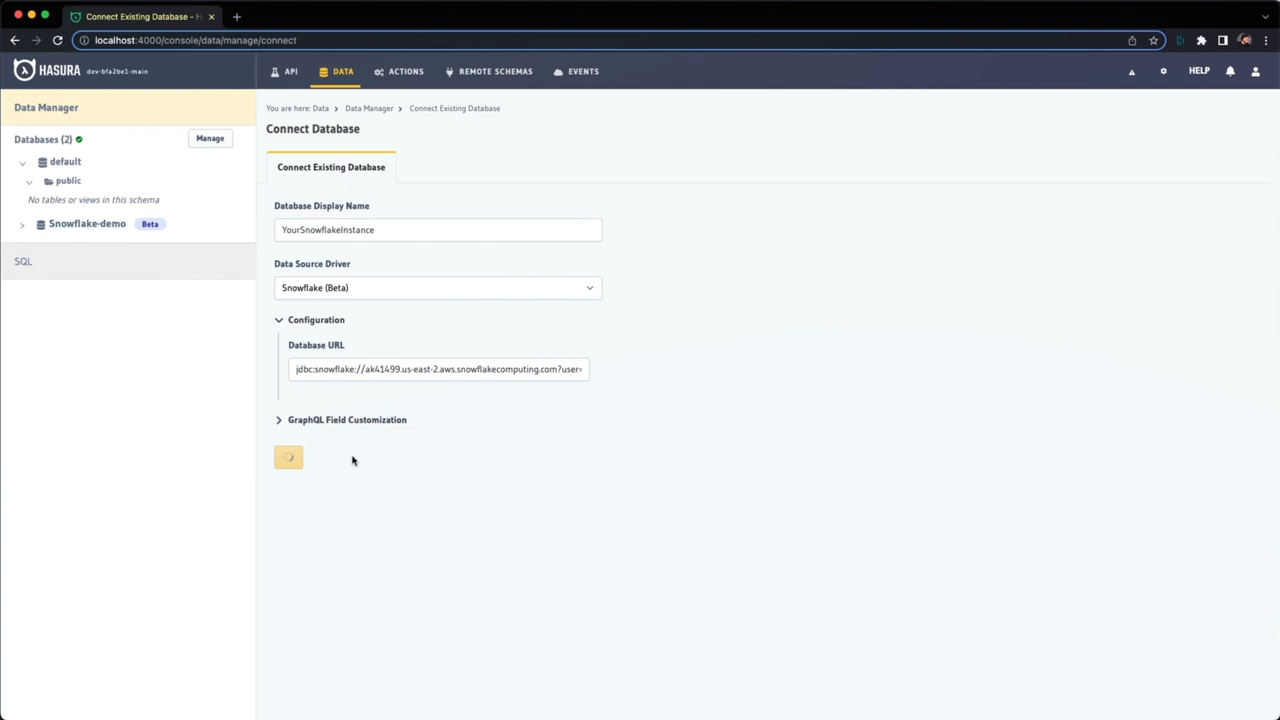 Connect Existing Database - H
localhost:4000/console/data/manage/connect
HASURA dev-bfa2be1-main
API DATA ACTIONS REMOTE SCHEMAS EVENTS HELP
Data Manager
Databases (2) Manage
default
public
No tables or views in this schema
Snowflake-demo Beta
SQL
You are here: Data > Data Manager > Connect Existing Database
Connect Database
Connect Existing Database
Database Display Name
YourSnowflakeInstance
Data Source Driver
Snowflake (Beta)
Configuration
Database URL
jdbc:snowflake://ak41499.us-east-2.aws.snowflakecomputing.com?user=
GraphQL Field Customization